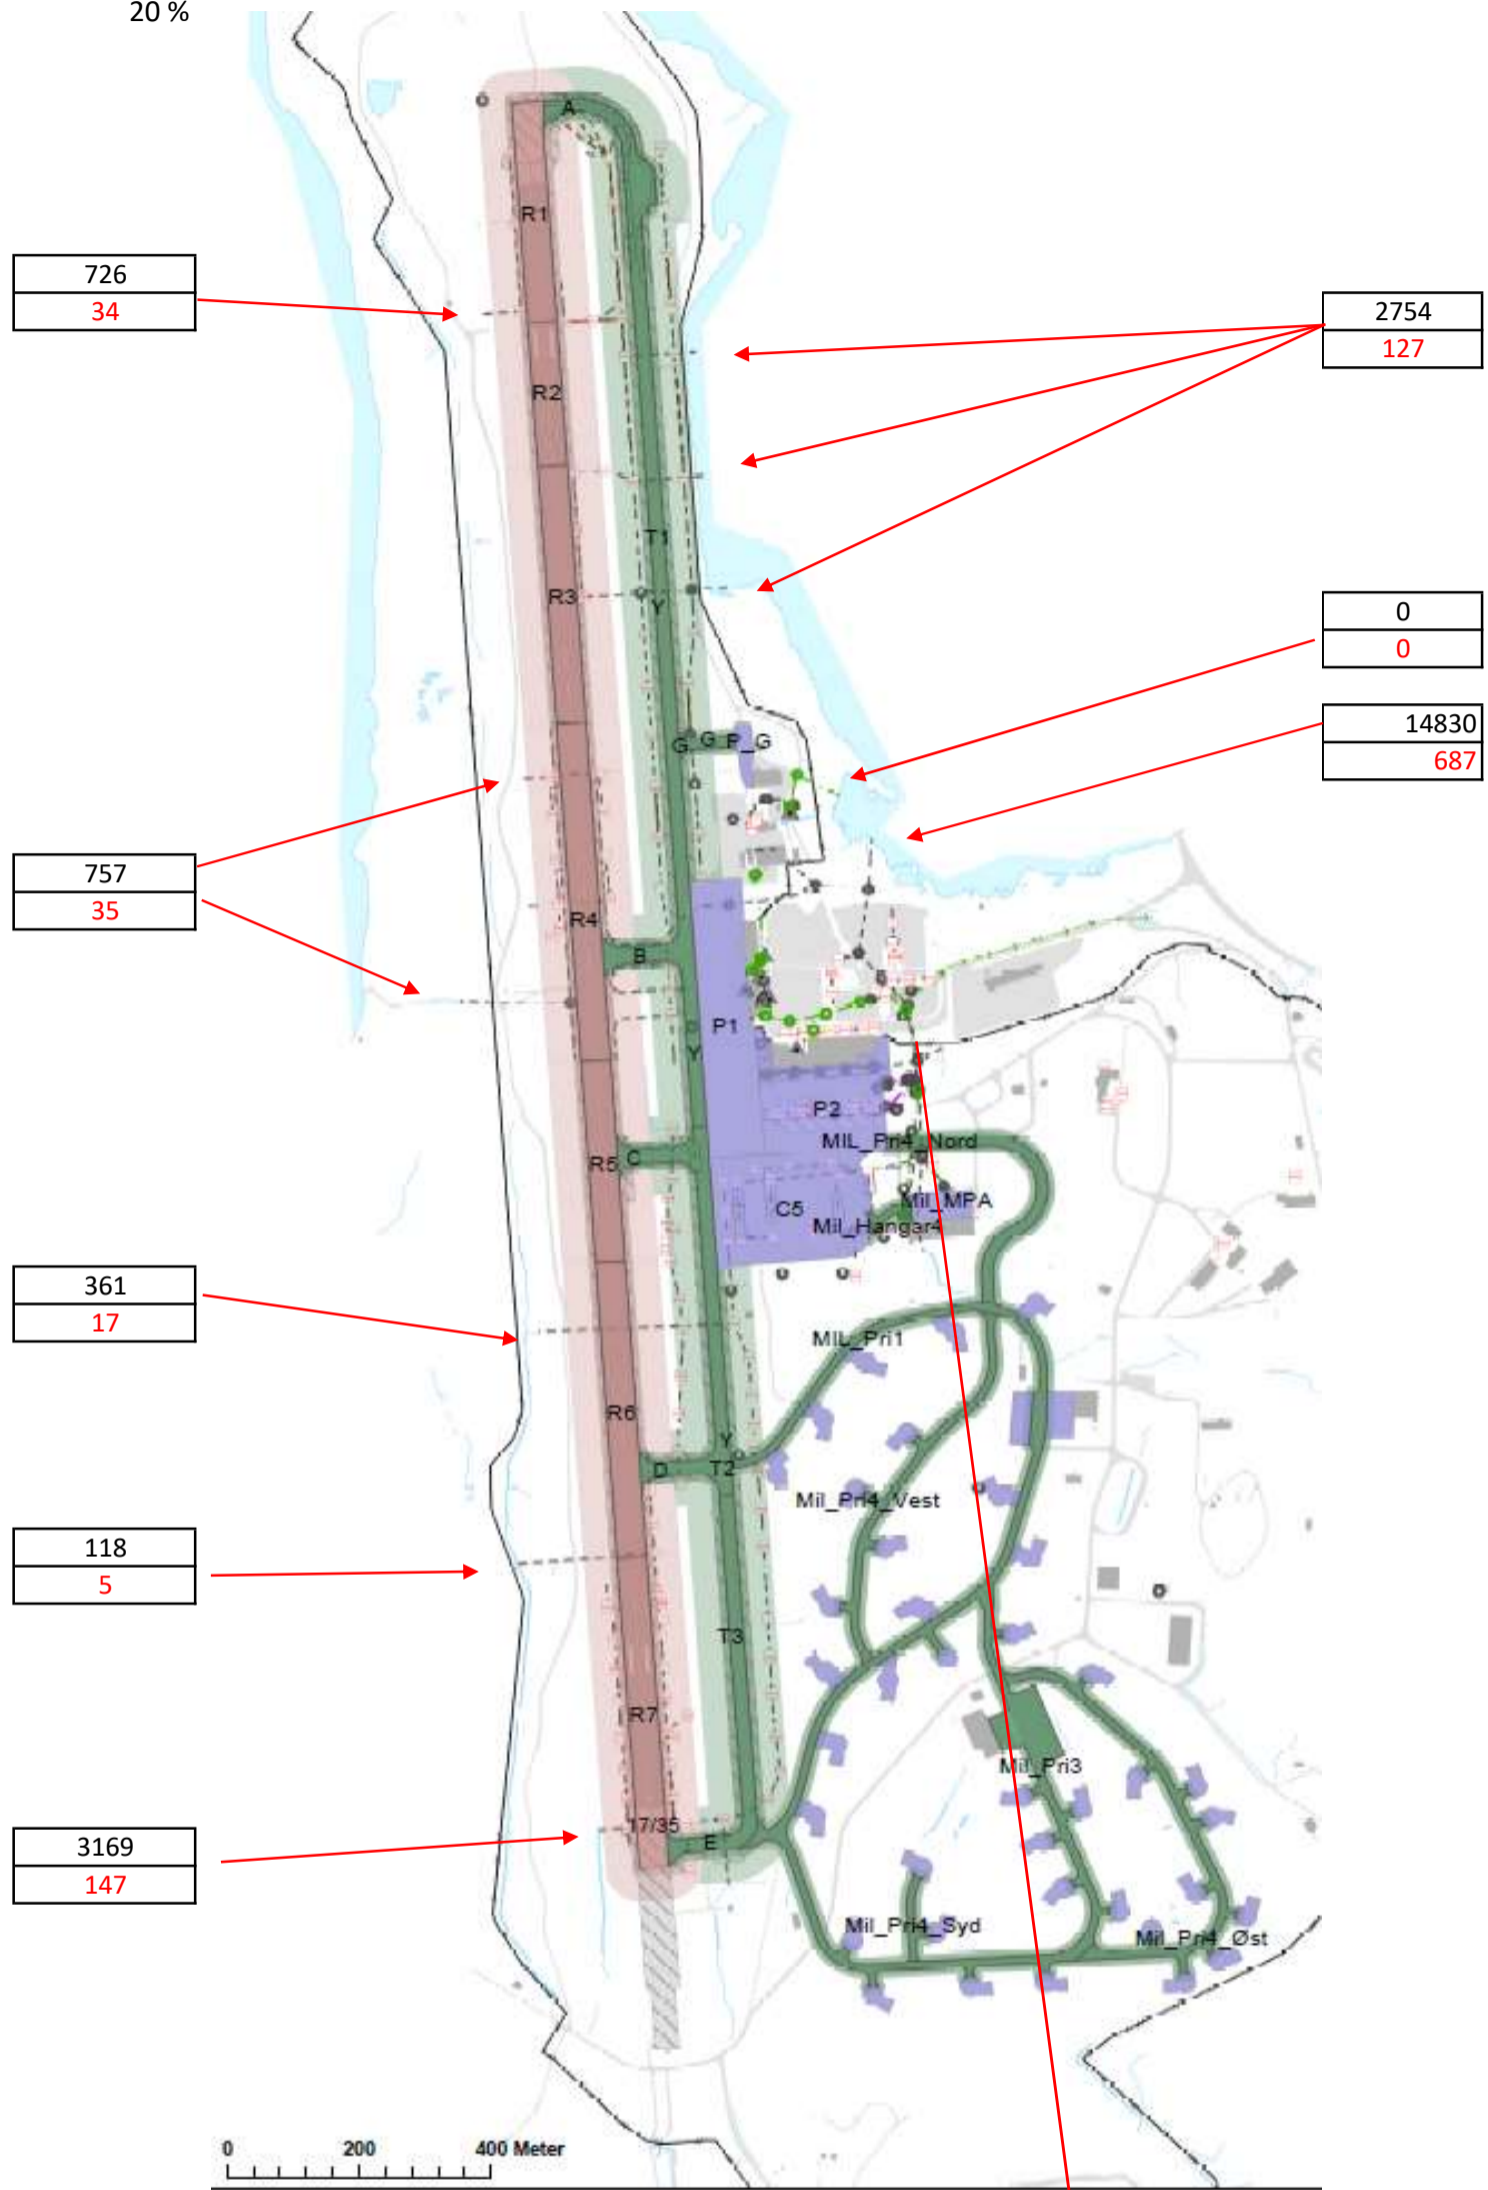 20 %
A
R1
726
34
2754
127
R2
T1
R3
Y
0
0
14830
687
G G P_G
757
35
R4
B
P1
Y
P2
MIL_Pri4_Nord
R5 C
Mil_MPA
C5
Mil_Hangar4
361
17
MIL_Pri1
R6
Y
D T2
Mil_Pri4_Vest
118
5
T3
R7
Mil_Pri3
17/35
E
3169
147
Mil_Pri4_Syd
Mil_Pri4_Øst
0 200 400 Meter